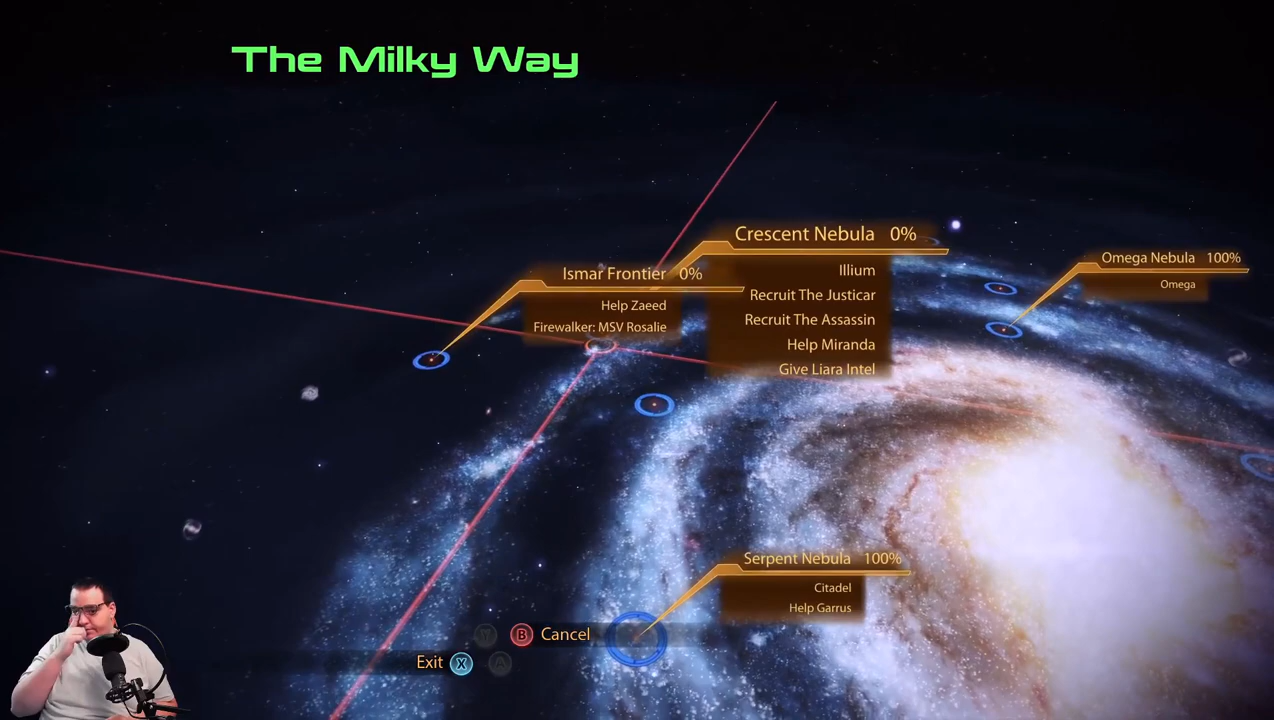 The Milky Way
Crescent Nebula 0%
Illium
Recruit The Justicar
Recruit The Assassin
Help Miranda
Give Liara Intel
Ismar Frontier 0%
Help Zaeed
Firewalker: MSV Rosalie
Omega Nebula 100%
Omega
Serpent Nebula 100%
Citadel
Help Garrus
Y
B Cancel
Exit X A